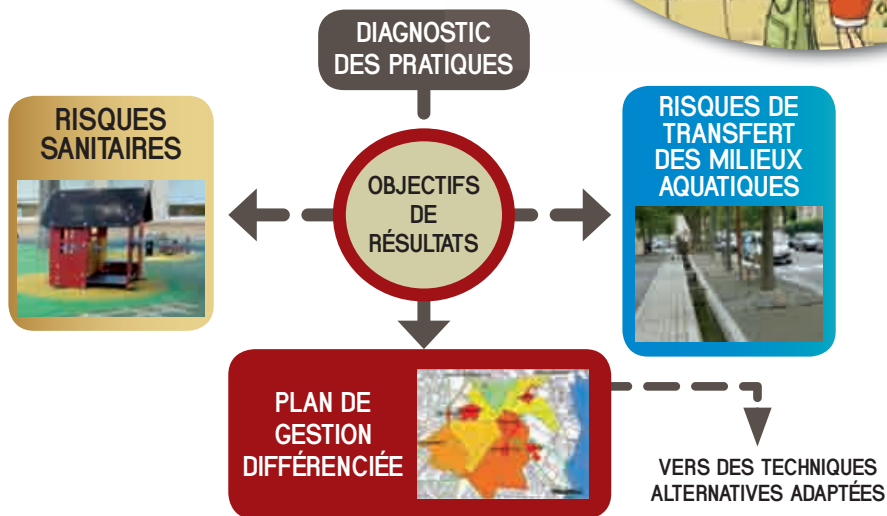 DIAGNOSTIC
DES PRATIQUES
RISQUES
SANITAIRES
OBJECTIFS
DE
RÉSULTATS
RISQUES DE
TRANSFERT
DES MILIEUX
AQUATIQUES
PLAN DE
GESTION
DIFFÉRENCIÉE
VERS DES TECHNIQUES
ALTERNATIVES ADAPTÉES